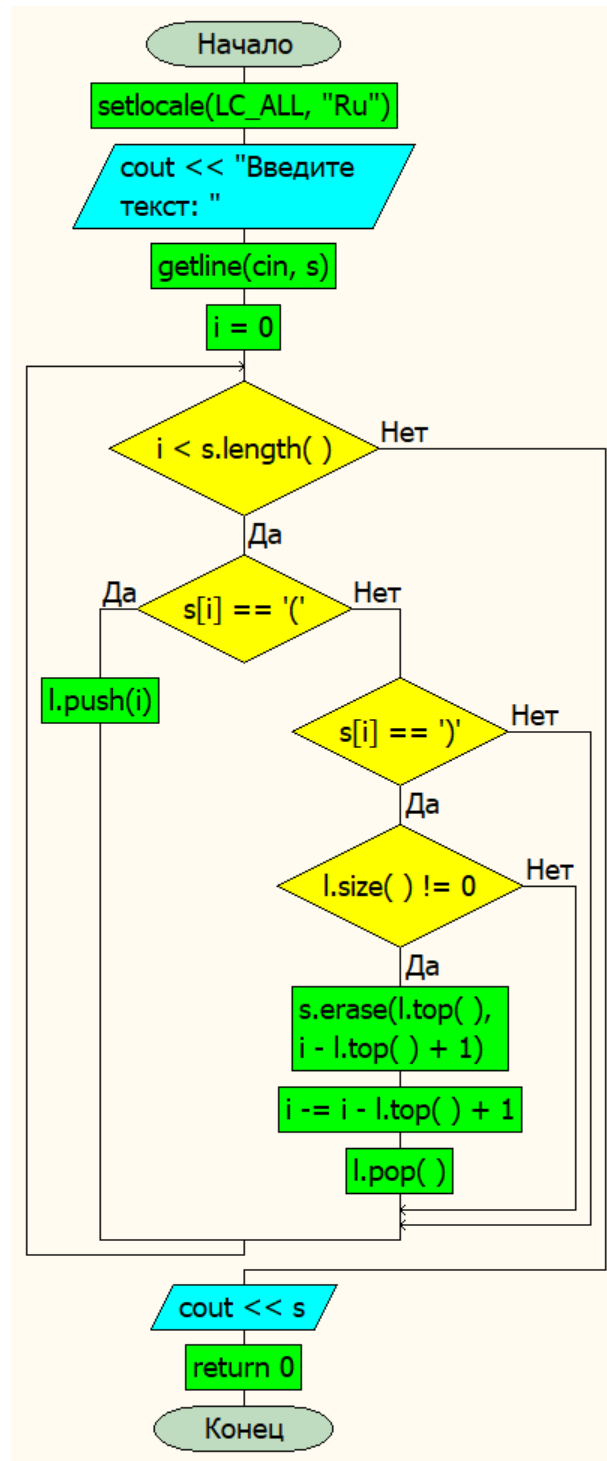 Начало
setlocale(LC_ALL, "Ru")
cout << "Введите
текст: "
getline(cin, s)
i = 0
i < s.length( )
Нет
Да
s[i] == '('
Да
Нет
l.push(i)
s[i] == ')'
Нет
Да
l.size( ) != 0
Нет
Да
s.erase(l.top( ),
i - l.top( ) + 1)
i -= i - l.top( ) + 1
l.pop( )
cout << s
return 0
Конец